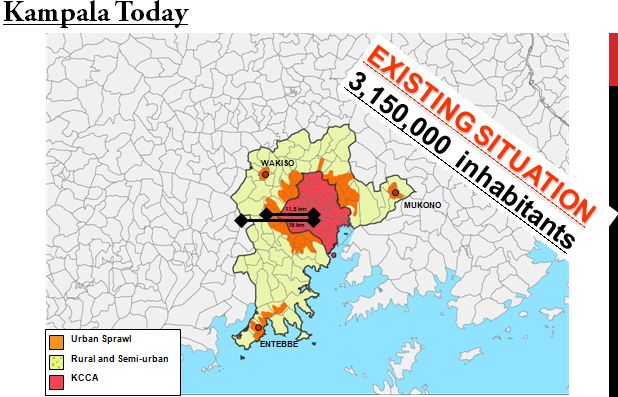 Kampala Today
EXISTING SITUATION
3,150,000 inhabitants
WAKISO
MUKONO
11.5 km
18 km
ENTEBBE
Urban Sprawl
Rural and Semi-urban
KCCA